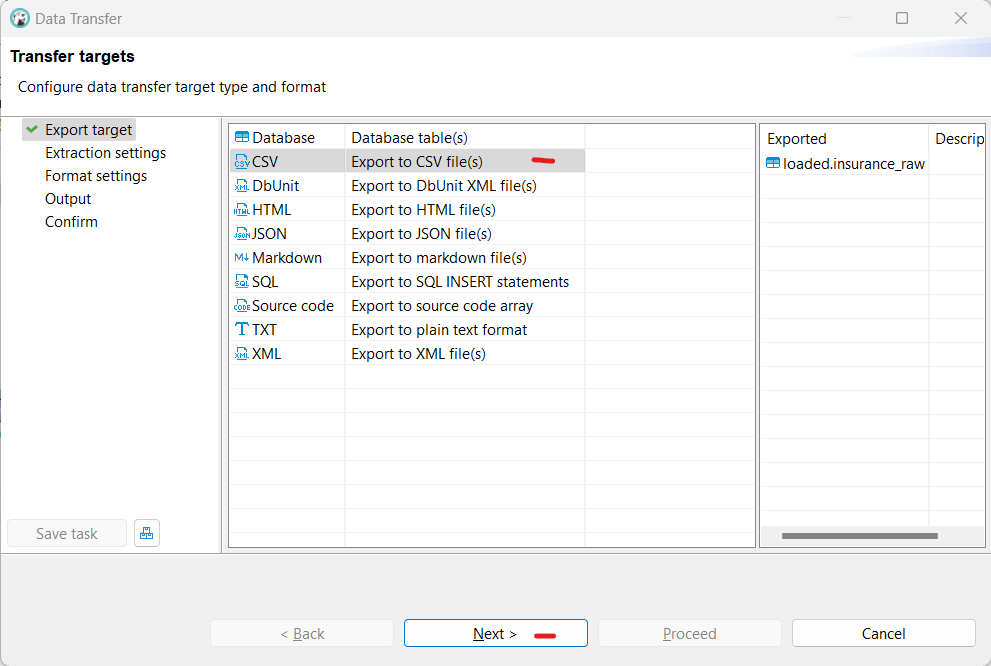 Data Transfer
Transfer targets
Configure data transfer target type and format
Export target
Extraction settings
Format settings
Output
Confirm
Database Database table(s)
CSV Export to CSV file(s)
DbUnit Export to DbUnit XML file(s)
HTML Export to HTML file(s)
JSON Export to JSON file(s)
Markdown Export to markdown file(s)
SQL Export to SQL INSERT statements
Source code Export to source code array
TXT Export to plain text format
XML Export to XML file(s)
Exported Descrip
loaded.insurance_raw
Save task
< Back Next > Proceed Cancel